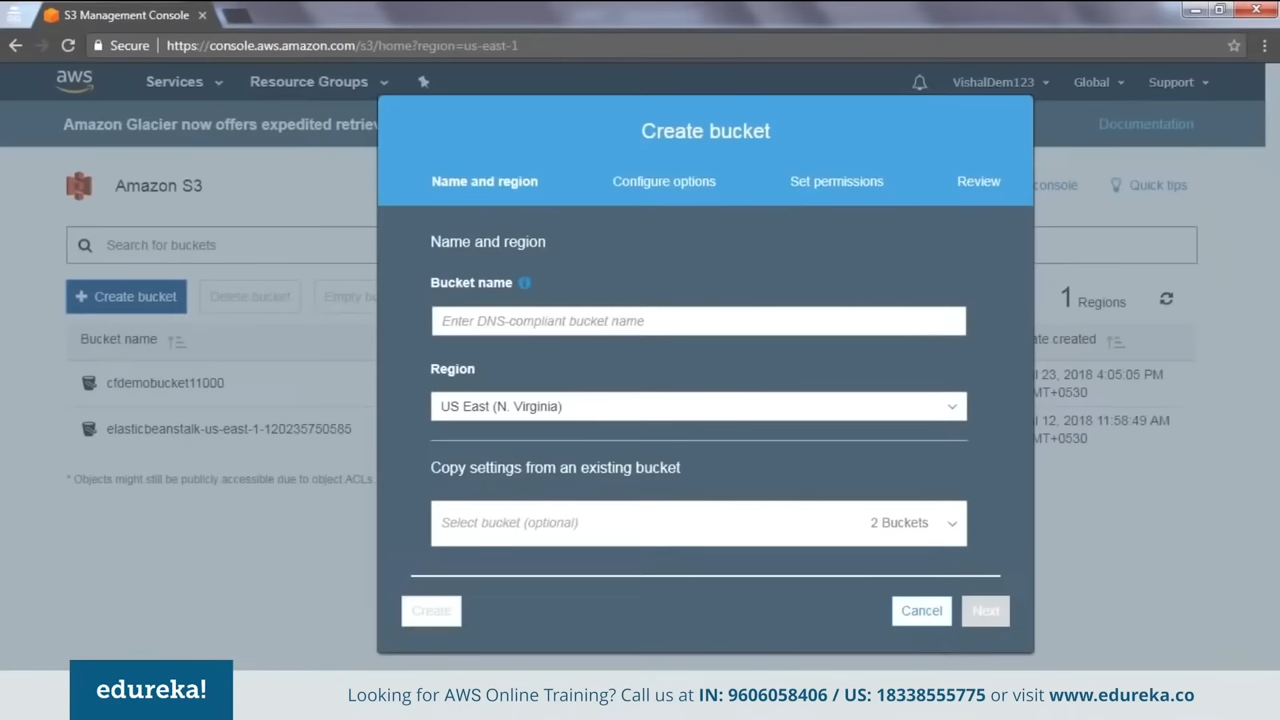 S3 Management Console
Secure
https://console.aws.amazon.com/s3/home?region=us-east-1
aws
Services
Resource Groups
VishalDem123
Global
Support
Amazon Glacier now offers expedited retrie
Documentation
Create bucket
Name and region
Configure options
Set permissions
Review
Amazon S3
console
Quick tips
Search for buckets
Create bucket
Delete bucket
Empty bu
1 Regions
Bucket name
te created
cfdemobucket11000
l 23, 2018 4:05:05 PM
MT+0530
elasticbeanstalk-us-east-1-120235750585
l 12, 2018 11:58:49 AM
MT+0530
* Objects might still be publicly accessible due to object ACLs.
Name and region
Bucket name
Enter DNS-compliant bucket name
Region
US East (N. Virginia)
Copy settings from an existing bucket
Select bucket (optional)
2 Buckets
Create
Cancel
Next
edureka!
Looking for AWS Online Training? Call us at IN: 9606058406 / US: 18338555775 or visit www.edureka.co